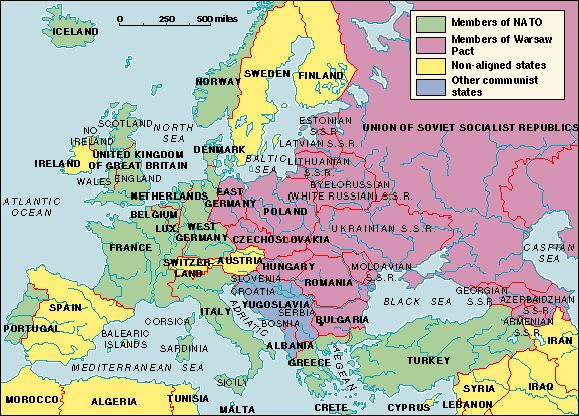 ICELAND
0
250
500 miles
Members of NATO
Members of Warsaw
Pact
Non-aligned states
Other communist
states
NORWAY
SWEDEN
FINLAND
SCOTLAND
NORTH
SEA
NO.
IRELAND
ESTONIAN
S.S.R.
UNION OF SOVIET SOCIALIST REPUBLICS
LATVIAN S.S.R.
UNITED KINGDOM
OF GREAT BRITAIN
IRELAND
DENMARK
BALTIC
SEA
LITHUANIAN
S.S.R.
WALES
ENGLAND
BYELORUSSIAN
(WHITE RUSSIAN) S.S.R.
ATLANTIC
OCEAN
NETHERLANDS
EAST
GERMANY
POLAND
BELGIUM
LUX.
WEST
GERMANY
UKRAINIAN S.S.R.
CZECHOSLOVAKIA
FRANCE
SWITZER-
LAND
AUSTRIA
HUNGARY
MOLDAVIAN
S.S.R.
CASPIAN
SEA
SLOVENIA
CROATIA
ROMANIA
YUGOSLAVIA
SERBIA
BOSNIA
GEORGIAN
S.S.R.
AZERBAIDZHAN
S.S.R.
ARMENIAN
S.S.R.
BLACK SEA
SPAIN
PORTUGAL
CORSICA
ITALY
ADRIATIC
BULGARIA
BALEARIC
ISLANDS
SARDINIA
ALBANIA
GREECE
AEGEAN
TURKEY
IRAN
MEDITERRANEAN SEA
SICILY
SYRIA
IRAQ
MOROCCO
ALGERIA
TUNISIA
MALTA
CRETE
CYPRUS
LEBANON